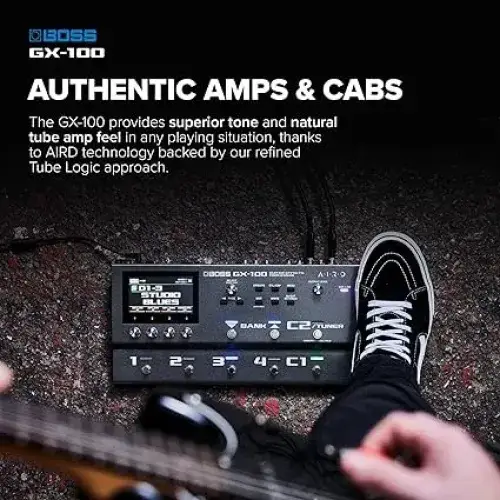 BOSS
GX-100
AUTHENTIC AMPS & CABS
The GX-100 provides superior tone and natural
tube amp feel in any playing situation, thanks
to AIRD technology backed by our refined
Tube Logic approach.
BOSS GX-100
AIRD
01-3
STUDIO
BLUES
BANK
C2/TUNER
1
2
3
4
C1